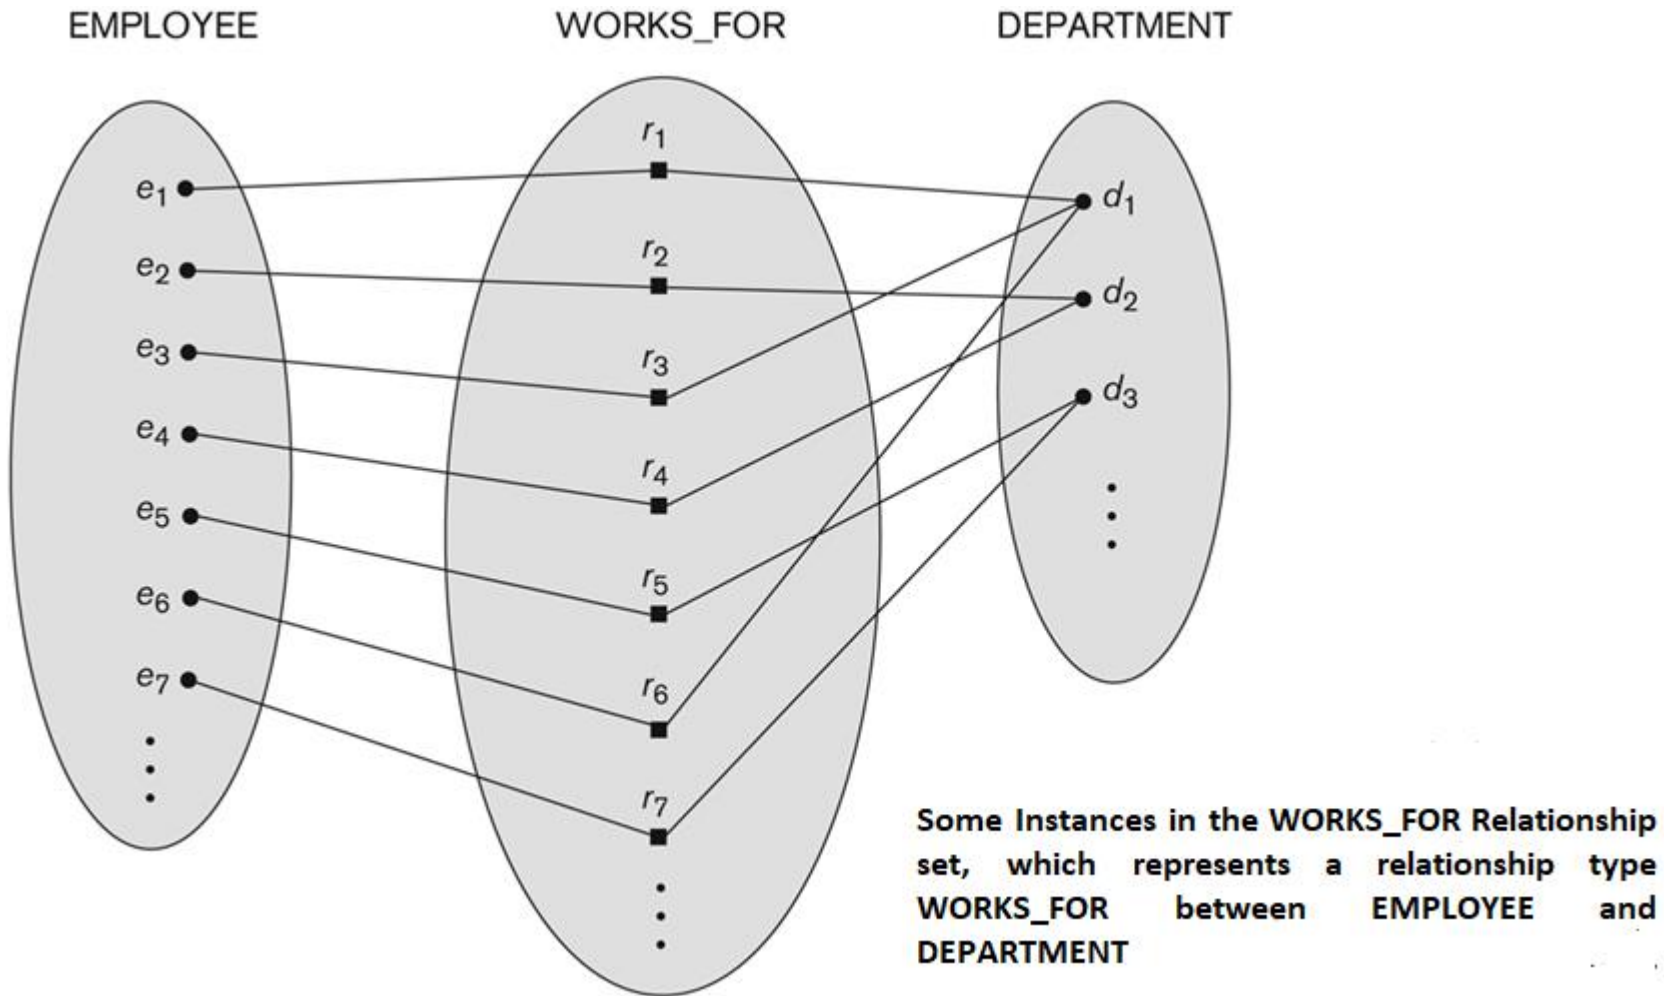 EMPLOYEE WORKS_FOR DEPARTMENT
r1
e1
d1
r2
e2
d2
e3
r3
d3
e4
r4
e5
r5
e6
r6
e7
r7
Some Instances in the WORKS_FOR Relationship
set, which represents a relationship type
WORKS_FOR between EMPLOYEE and
DEPARTMENT